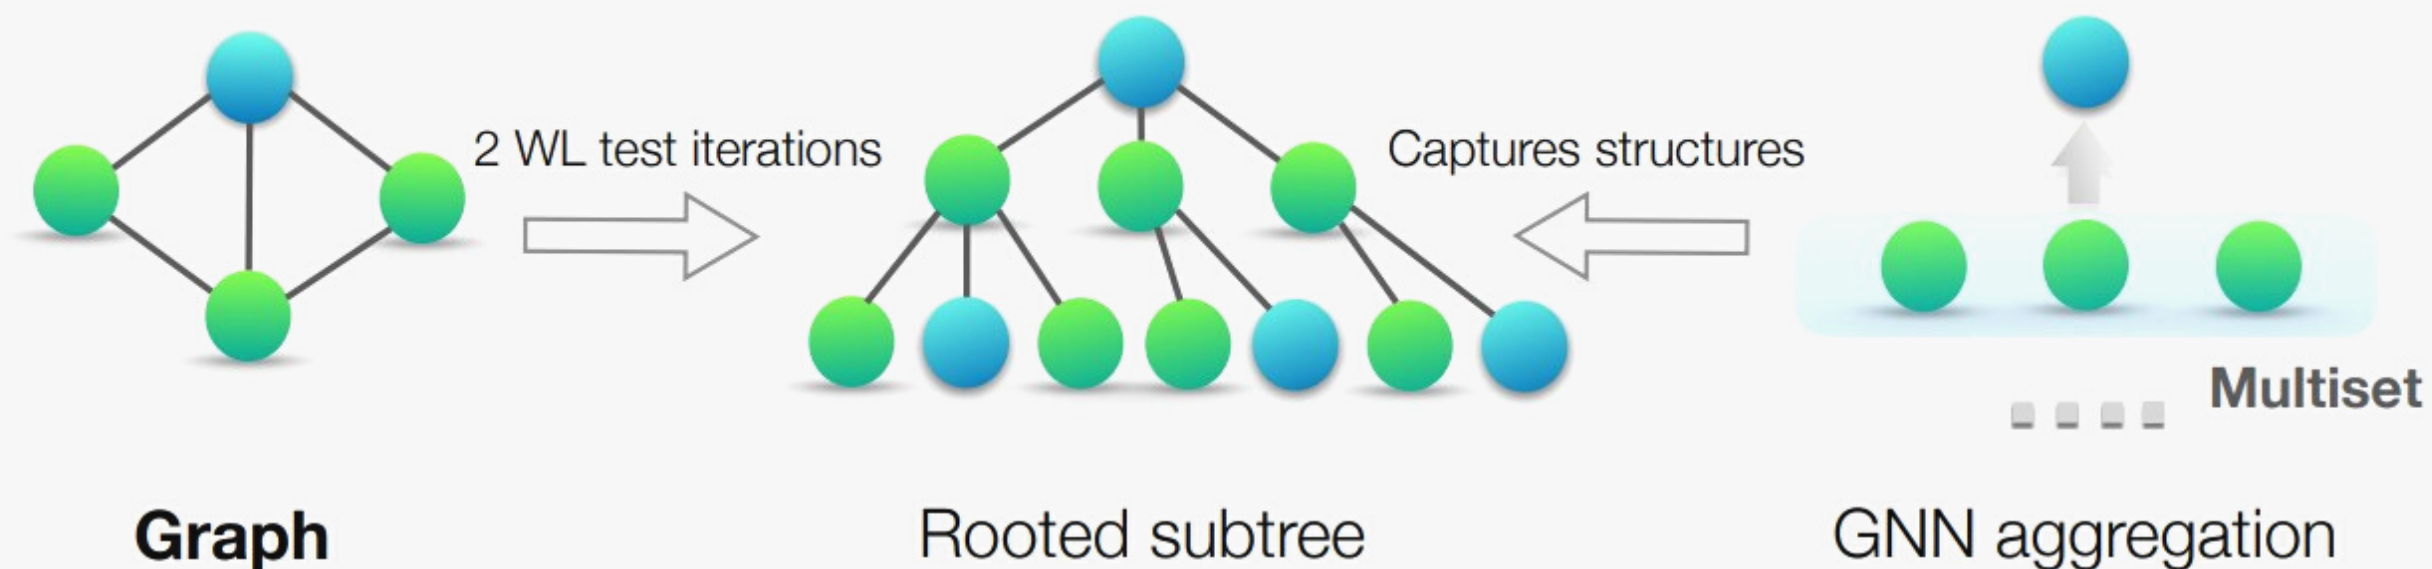 2 WL test iterations
Captures structures
Multiset
Graph
Rooted subtree
GNN aggregation